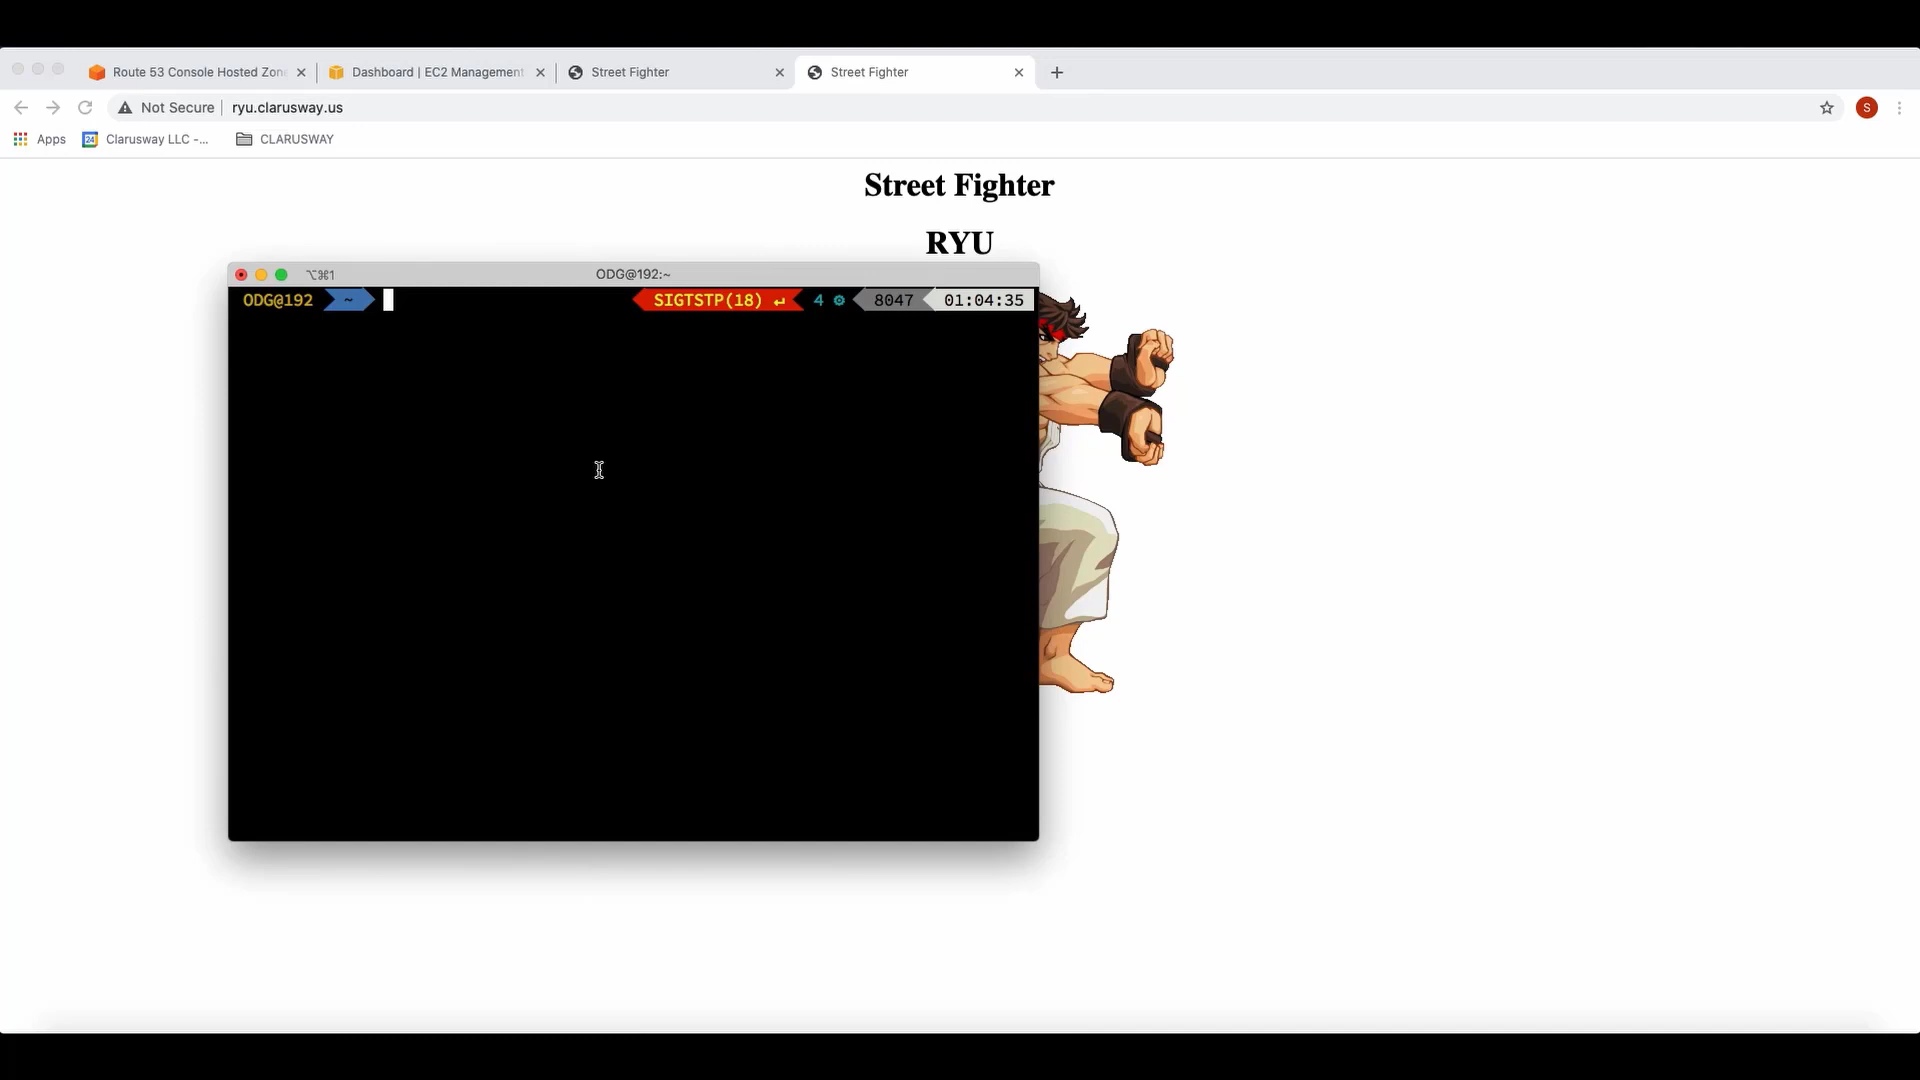 Route 53 Console Hosted Zon
Dashboard | EC2 Management
Street Fighter
Street Fighter
Not Secure
ryu.clarusway.us
S
Apps
24
Clarusway LLC -...
CLARUSWAY
Street Fighter
RYU
⌥⌘1
ODG@192:~
ODG@192
~
SIGTSTP(18) ↵
4 ⚙
8047
01:04:35